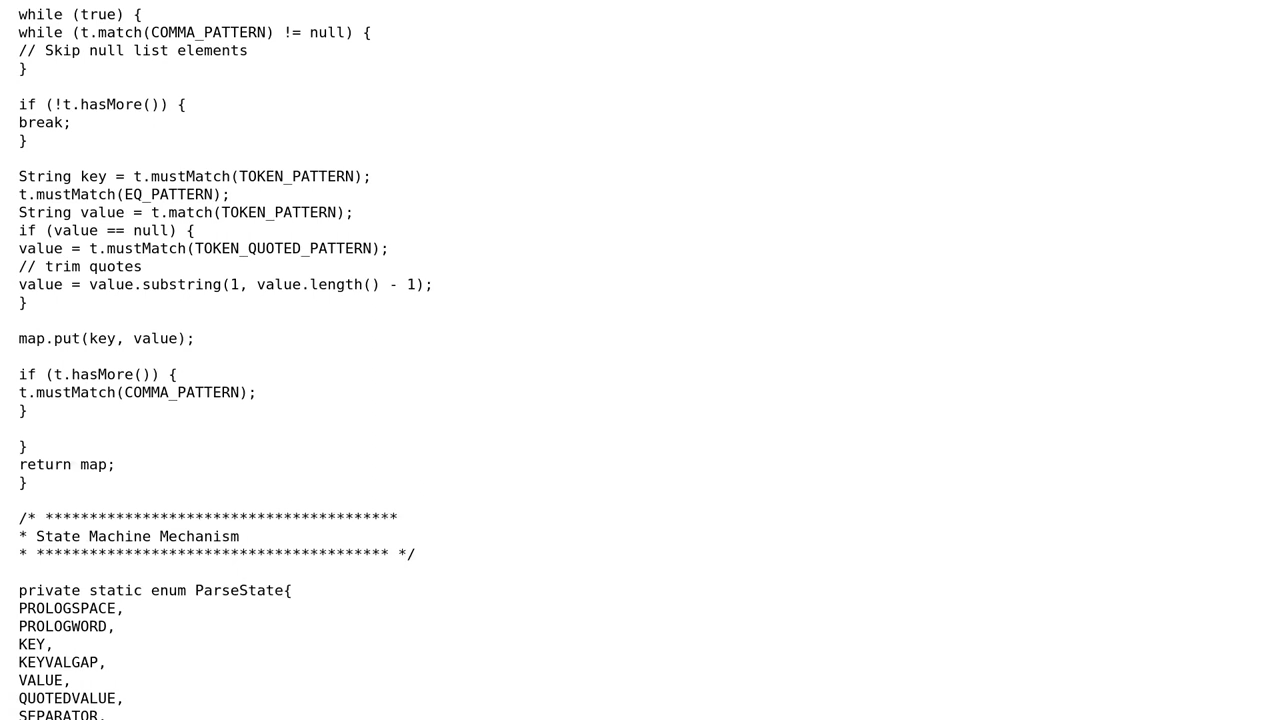 while (true) {
while (t.match(COMMA_PATTERN) != null) {
// Skip null list elements
}

if (!t.hasMore()) {
break;
}

String key = t.mustMatch(TOKEN_PATTERN);
t.mustMatch(EQ_PATTERN);
String value = t.match(TOKEN_PATTERN);
if (value == null) {
value = t.mustMatch(TOKEN_QUOTED_PATTERN);
// trim quotes
value = value.substring(1, value.length() - 1);
}

map.put(key, value);

if (t.hasMore()) {
t.mustMatch(COMMA_PATTERN);
}

}
return map;
}

/* ****************************************
* State Machine Mechanism
* **************************************** */

private static enum ParseState{
PROLOGSPACE,
PROLOGWORD,
KEY,
KEYVALGAP,
VALUE,
QUOTEDVALUE,
SEPARATOR,